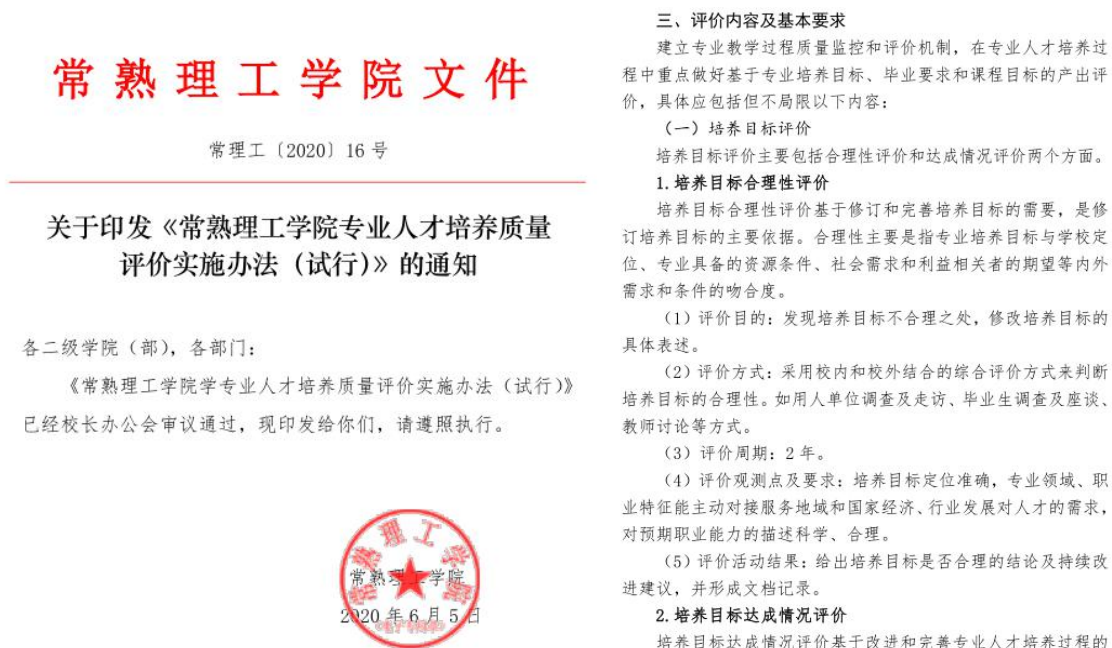 常熟理工学院文件
常理工〔2020〕16 号
关于印发《常熟理工学院专业人才培养质量
评价实施办法（试行）》的通知
各二级学院（部），各部门：
《常熟理工学院学专业人才培养质量评价实施办法（试行）》
已经校长办公会审议通过，现印发给你们，请遵照执行。
常熟理工学院
常熟理工学院
2020 年 6 月 5 日
三、评价内容及基本要求
建立专业教学过程质量监控和评价机制，在专业人才培养过
程中重点做好基于专业培养目标、毕业要求和课程目标的产出评
价，具体应包括但不局限以下内容：
（一）培养目标评价
培养目标评价主要包括合理性评价和达成情况评价两个方面。
1.培养目标合理性评价
培养目标合理性评价基于修订和完善培养目标的需要，是修
订培养目标的主要依据。合理性主要是指专业培养目标与学校定
位、专业具备的资源条件、社会需求和利益相关者的期望等内外
需求和条件的吻合度。
（1）评价目的：发现培养目标不合理之处，修改培养目标的
具体表述。
（2）评价方式：采用校内和校外结合的综合评价方式来判断
培养目标的合理性。如用人单位调查及走访、毕业生调查及座谈、
教师讨论等方式。
（3）评价周期：2 年。
（4）评价观测点及要求：培养目标定位准确，专业领域、职
业特征能主动对接服务地域和国家经济、行业发展对人才的需求，
对预期职业能力的描述科学、合理。
（5）评价活动结果：给出培养目标是否合理的结论及持续改
进建议，并形成文档记录。
2.培养目标达成情况评价
培养目标达成情况评价基于改进和完善专业人才培养过程的